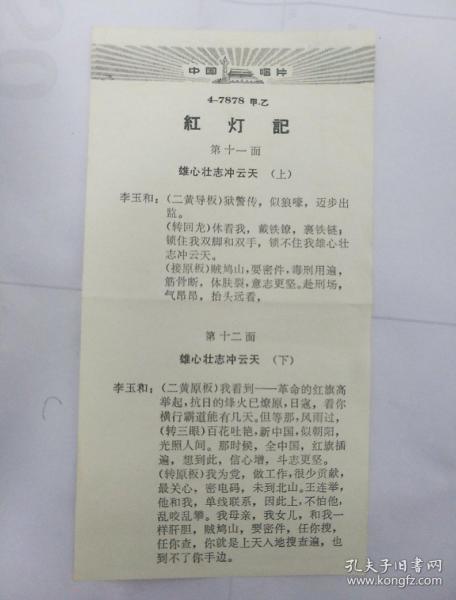 中国唱片
4-7878 甲.乙
紅灯記
第十一面
雄心壮志冲云天 (上)
李玉和：(二黄导板)狱警传，似狼嚎，迈步出
监。
(转回龙)休看我，戴铁镣，裹铁链；
锁住我双脚和双手，锁不住我雄心壮
志冲云天。
(接原板)贼鸠山，要密件，毒刑用遍，
筋骨断，体肤裂，意志更坚。赴刑场，
气昂昂，抬头远看，
第十二面
雄心壮志冲云天 (下)
李玉和：(二黄原板)我看到——革命的红旗高
举起，抗日的烽火已燎原，日寇，看你
横行霸道能有几天。但等那，风雨过，
(转三眼)百花吐艳，新中国，似朝阳，
光照人间。那时候，全中国，红旗插
遍，想到此，信心增，斗志更坚。
(转原板)我为党，做工作，很少贡献，
最关心，密电码，未到北山。王连举，
他和我，单线联系，因此上，不怕他，
乱咬乱攀。我母亲，我女儿，和我一
样肝胆，贼鸠山，要密件，任你搜，
任你查，你就是上天入地搜查遍，也
到不了你手边。
孔夫子旧书网
www.kongfz.com